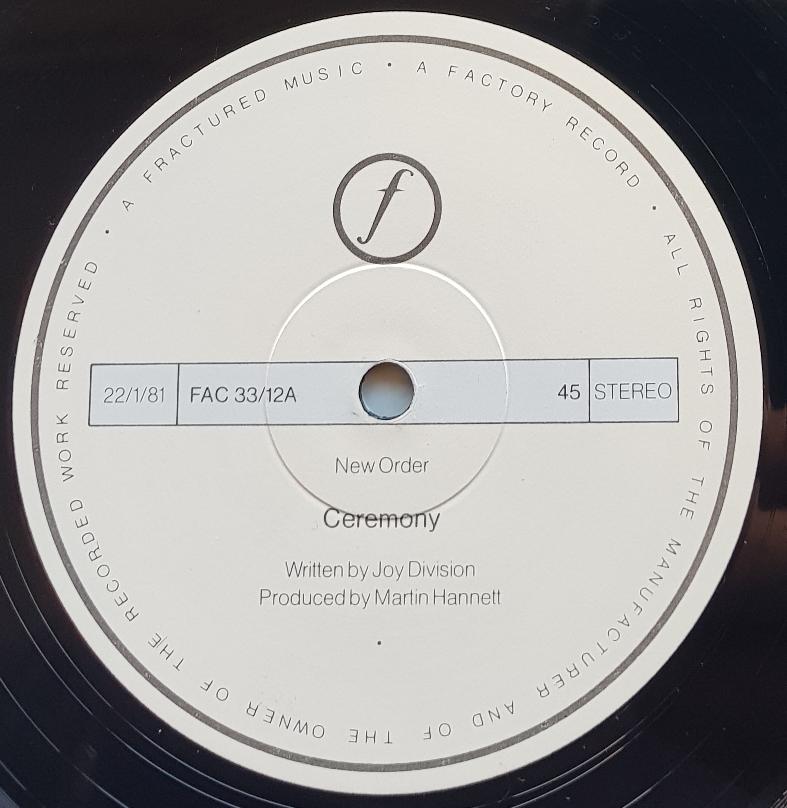 A FRACTURED MUSIC • A FACTORY RECORD • ALL RIGHTS OF THE MANUFACTURER AND OF THE OWNER OF THE RECORDED WORK RESERVED •
f
22/1/81 FAC 33/12A 45 STEREO
New Order
Ceremony
Written by Joy Division
Produced by Martin Hannett